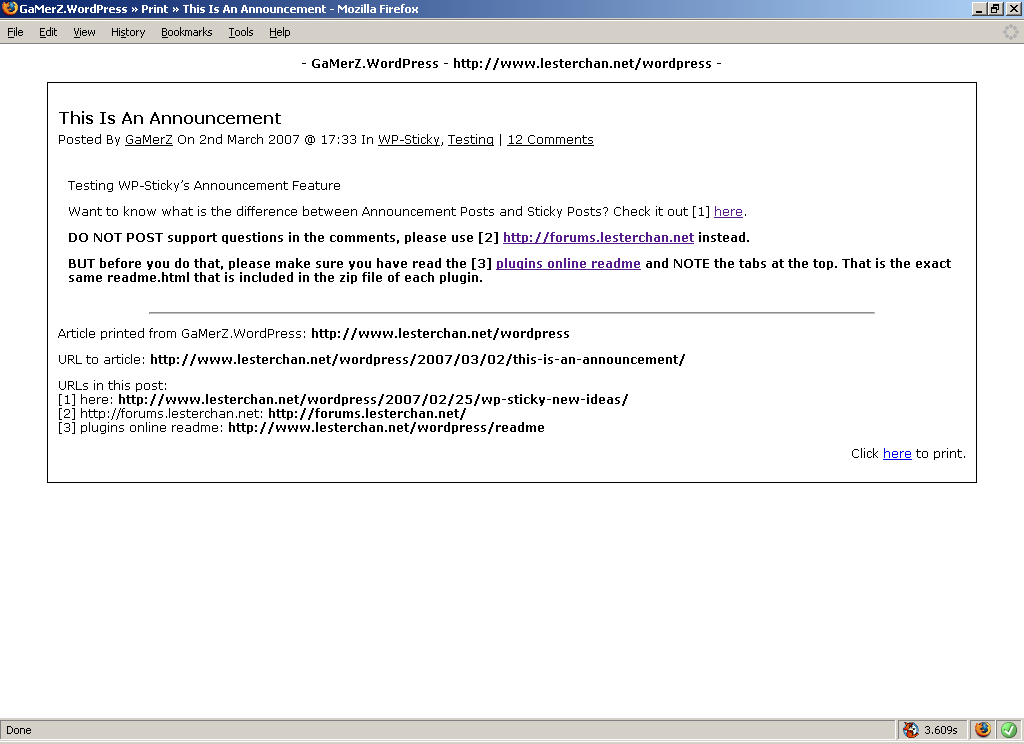 GaMerZ.WordPress » Print » This Is An Announcement - Mozilla Firefox
File Edit View History Bookmarks Tools Help
- GaMerZ.WordPress - http://www.lesterchan.net/wordpress -
This Is An Announcement
Posted By GaMerZ On 2nd March 2007 @ 17:33 In WP-Sticky, Testing | 12 Comments
Testing WP-Sticky’s Announcement Feature
Want to know what is the difference between Announcement Posts and Sticky Posts? Check it out [1] here.
DO NOT POST support questions in the comments, please use [2] http://forums.lesterchan.net instead.
BUT before you do that, please make sure you have read the [3] plugins online readme and NOTE the tabs at the top. That is the exact
same readme.html that is included in the zip file of each plugin.
Article printed from GaMerZ.WordPress: http://www.lesterchan.net/wordpress
URL to article: http://www.lesterchan.net/wordpress/2007/03/02/this-is-an-announcement/
URLs in this post:
[1] here: http://www.lesterchan.net/wordpress/2007/02/25/wp-sticky-new-ideas/
[2] http://forums.lesterchan.net: http://forums.lesterchan.net/
[3] plugins online readme: http://www.lesterchan.net/wordpress/readme
Click here to print.
Done 3.609s